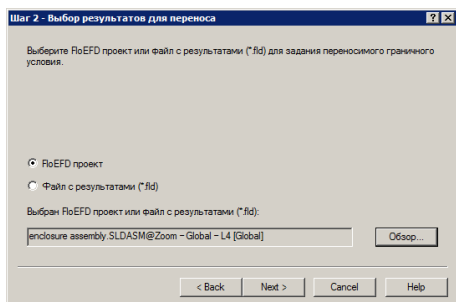 Шаг 2 - Выбор результатов для переноса
Выберите FloEFD проект или файл с результатами (*.fld) для задания переносимого граничного
условия.
FloEFD проект
Файл с результатами (*.fld)
Выбран FloEFD проект или файл с результатами (*.fld):
enclosure assembly.SLDASM@Zoom - Global - L4 [Global]
Обзор...
< Back
Next >
Cancel
Help